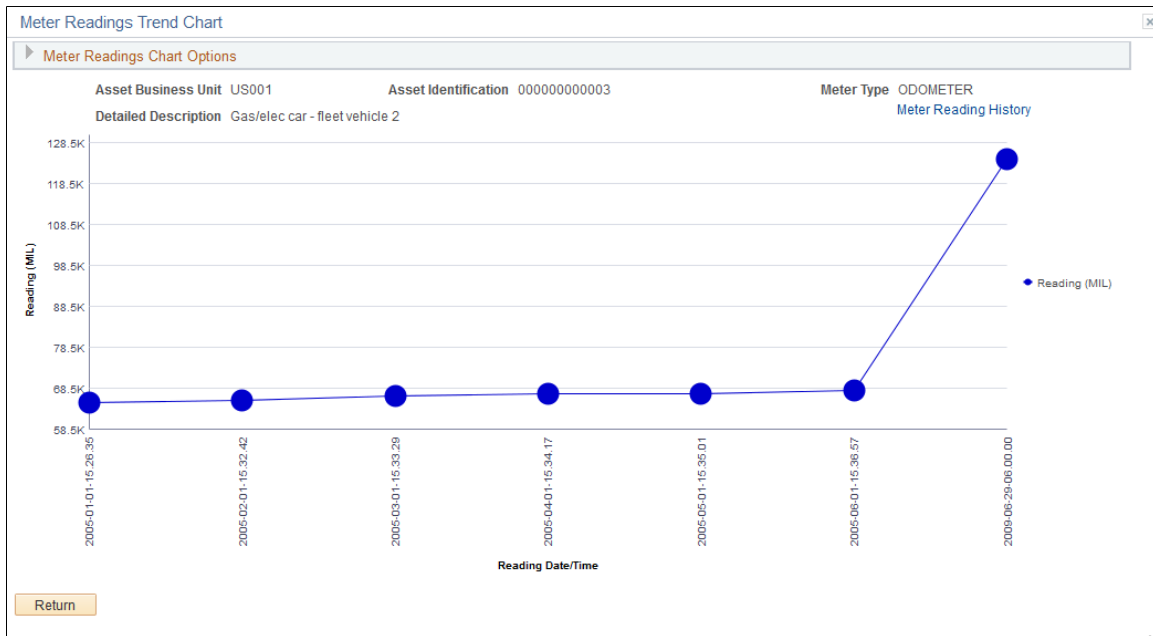 Meter Readings Trend Chart
Meter Readings Chart Options
Asset Business Unit US001 Asset Identification 000000000003 Meter Type ODOMETER
Detailed Description Gas/elec car - fleet vehicle 2 Meter Reading History
128.5K
118.5K
108.5K
98.5K
88.5K
78.5K
68.5K
58.5K
Reading (MIL)
Reading (MIL)
2005-01-01-15.26.35
2005-02-01-15.32.42
2005-03-01-15.33.29
2005-04-01-15.34.17
2005-05-01-15.35.01
2005-06-01-15.36.57
2009-06-29-06.00.00
Reading Date/Time
Return